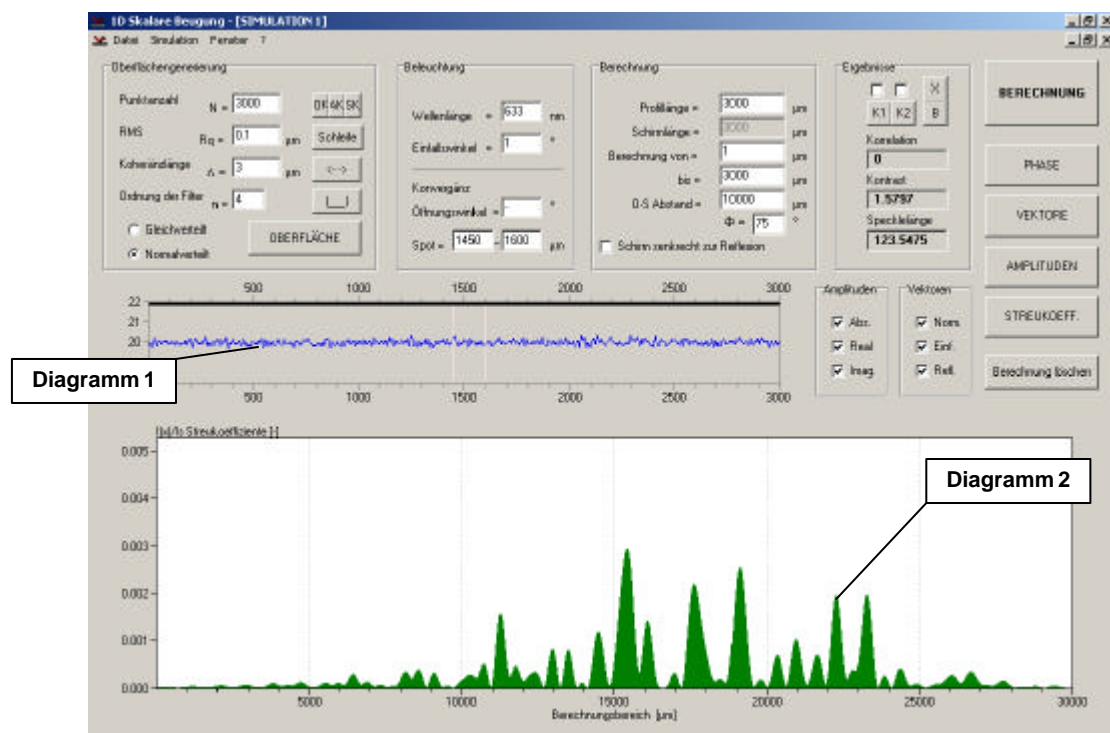 1D Skalare Beugung - [SIMULATION 1]
Datei Simulation Fenster ?
Oberflächengenerierung
Punktanzahl N = 3000
DK 4K SK
RMS Rq = 0.1 µm
Schleife
Kohärenzlänge Λ = 3 µm
<-->
Ordnung der Filter n = 4
|__|
Gleichverteilt
Normalverteilt
OBERFLÄCHE
Beleuchtung
Wellenlänge = 633 nm
Einfallswinkel = 1 °
Konvergänz
Öffnungswinkel = - °
Spot = 1450 - 1600 µm
Berechnung
Profillänge = 3000 µm
Schirmlänge = 3000 µm
Berechnung von = 1 µm
bis = 3000 µm
O-S Abstand = 10000 µm
Φ = 75 °
Schirm senkrecht zur Reflexion
Ergebnisse
X
K1 K2 B
Korrelation
0
Kontrast
1.5797
Specklelänge
123.5475
BERECHNUNG
PHASE
VEKTORE
AMPLITUDEN
STREUKOEFF.
Berechnung löschen
Amplituden
Abs.
Real
Imag.
Vektoren
Norm.
Einf.
Refl.
500 1000 1500 2000 2500 3000
22
21
20
500 1000 1500 2000 2500 3000
Diagramm 1
Streukoeffiziente [-]
0.005
0.004
0.003
0.002
0.001
0.000
5000 10000 15000 20000 25000 30000
Berechnungsbereich [µm]
Diagramm 2